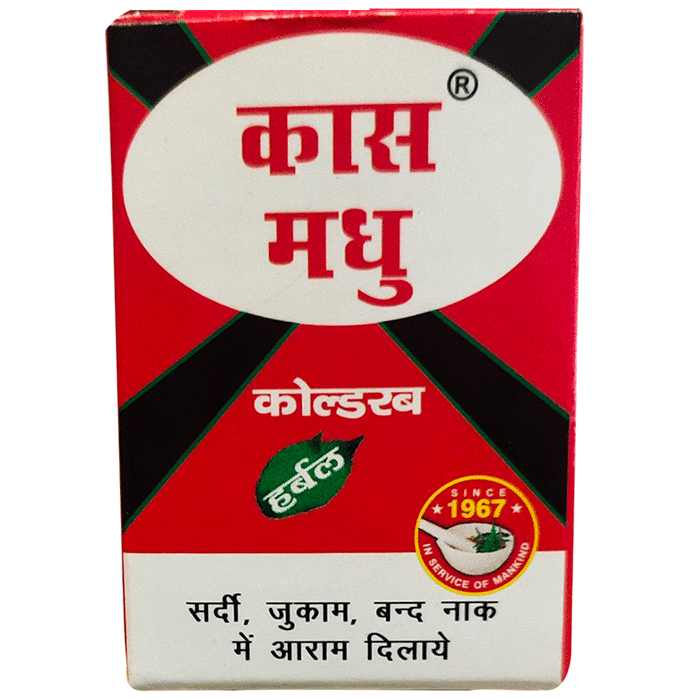 कास
®
मधु
कोल्डरब
हर्बल
SINCE
1967
IN SERVICE OF MANKIND
सर्दी, जुकाम, बन्द नाक
में आराम दिलाये